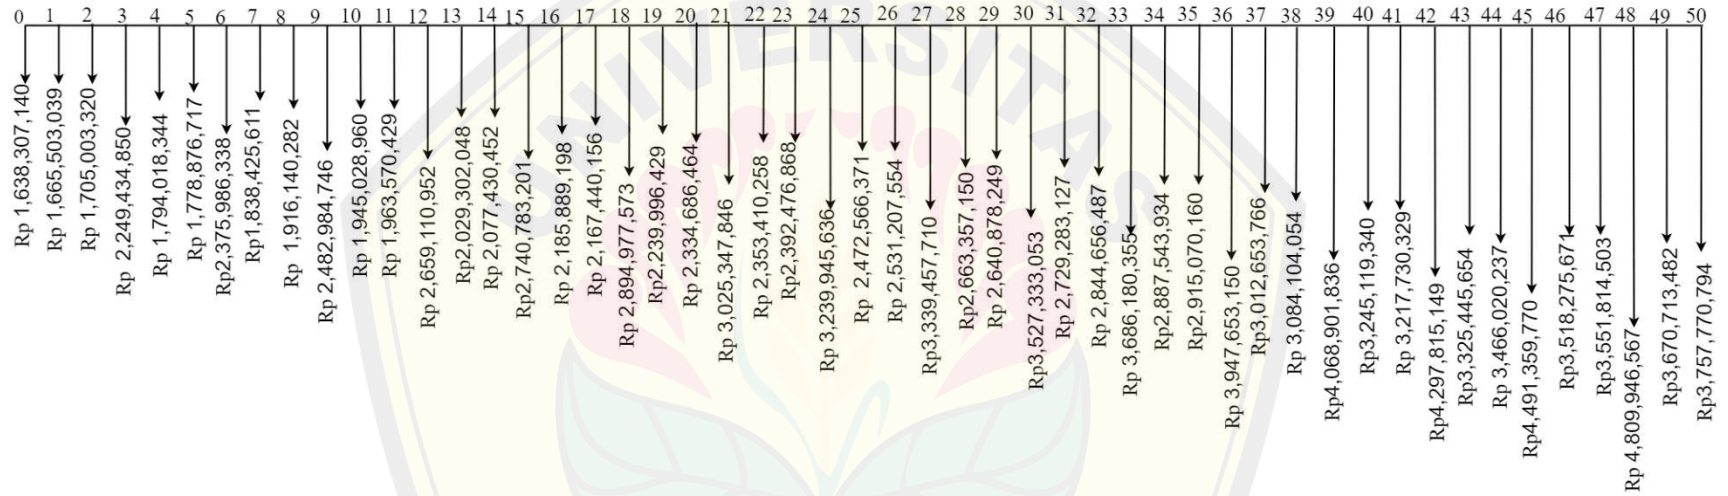 0 1 2 3 4 5 6 7 8 9 10 11 12 13 14 15 16 17 18 19 20 21 22 23 24 25 26 27 28 29 30 31 32 33 34 35 36 37 38 39 40 41 42 43 44 45 46 47 48 49 50
Rp 1,638,307,140
Rp 1,665,503,039
Rp 1,705,003,320
Rp 2,249,434,850
Rp 1,794,018,344
Rp 1,778,876,717
Rp2,375,986,338
Rp1,838,425,611
Rp 1,916,140,282
Rp 2,482,984,746
Rp 1,945,028,960
Rp 1,963,570,429
Rp 2,659,110,952
Rp2,029,302,048
Rp 2,077,430,452
Rp2,740,783,201
Rp 2,185,889,198
Rp 2,167,440,156
Rp 2,894,977,573
Rp2,239,996,429
Rp 2,334,686,464
Rp 3,025,347,846
Rp 2,353,410,258
Rp2,392,476,868
Rp 3,239,945,636
Rp 2,472,566,371
Rp 2,531,207,554
Rp3,339,457,710
Rp2,663,357,150
Rp 2,640,878,249
Rp3,527,333,053
Rp 2,729,283,127
Rp 2,844,656,487
Rp 3,686,180,355
Rp2,887,543,934
Rp2,915,070,160
Rp 3,947,653,150
Rp3,012,653,766
Rp 3,084,104,054
Rp4,068,901,836
Rp3,245,119,340
Rp 3,217,730,329
Rp4,297,815,149
Rp3,325,445,654
Rp 3,466,020,237
Rp4,491,359,770
Rp3,518,275,671
Rp3,551,814,503
Rp 4,809,946,567
Rp3,670,713,482
Rp3,757,770,794
UNIVERSITAS